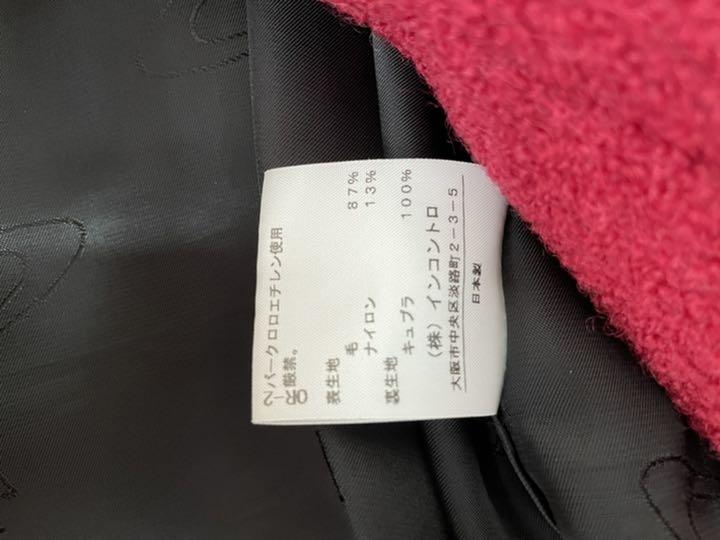 パークロロエチレン使用
厳禁。
表生地 毛 87%
ナイロン 13%
裏生地 キュプラ 100%
(株)インコントロ
大阪市中央区淡路町2−3−5
日本製